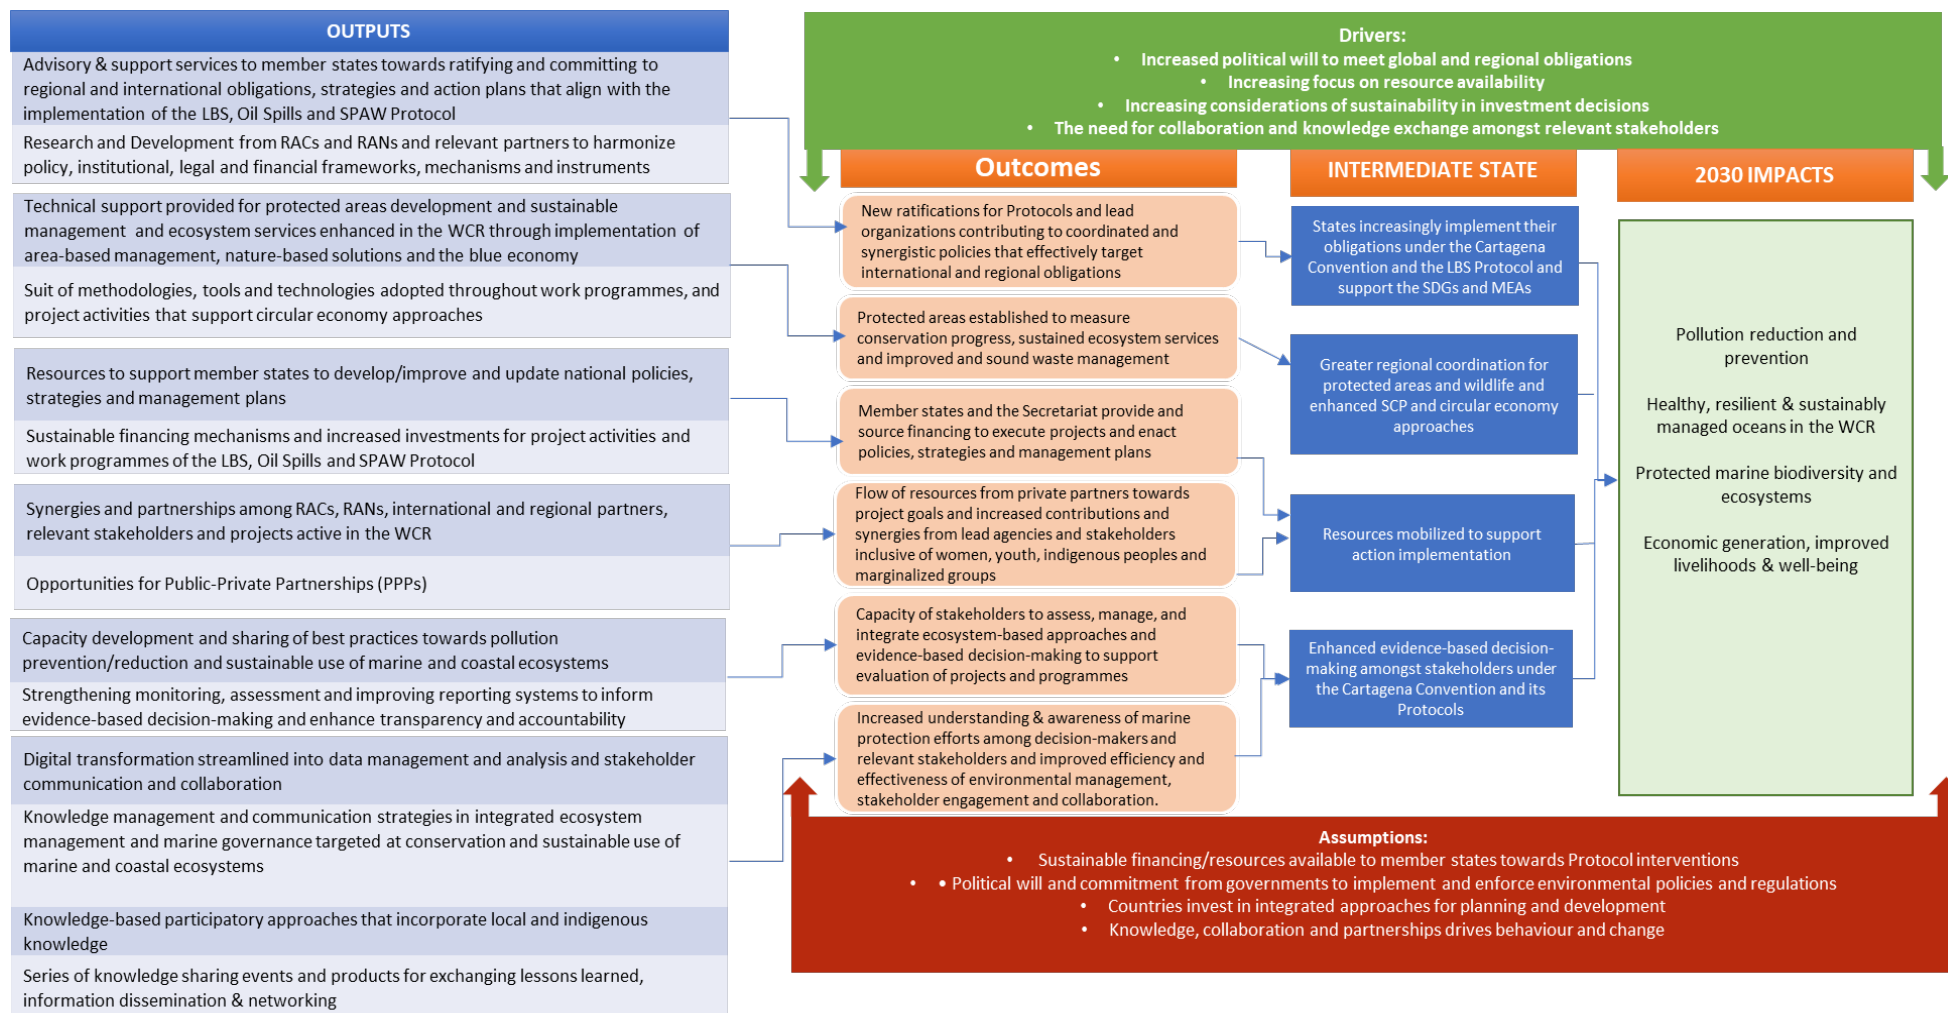 OUTPUTS
Advisory & support services to member states towards ratifying and committing to
regional and international obligations, strategies and action plans that align with the
implementation of the LBS, Oil Spills and SPAW Protocol
Research and Development from RACs and RANs and relevant partners to harmonize
policy, institutional, legal and financial frameworks, mechanisms and instruments
Technical support provided for protected areas development and sustainable
management and ecosystem services enhanced in the WCR through implementation of
area-based management, nature-based solutions and the blue economy
Suit of methodologies, tools and technologies adopted throughout work programmes, and
project activities that support circular economy approaches
Resources to support member states to develop/improve and update national policies,
strategies and management plans
Sustainable financing mechanisms and increased investments for project activities and
work programmes of the LBS, Oil Spills and SPAW Protocol
Synergies and partnerships among RACs, RANs, international and regional partners,
relevant stakeholders and projects active in the WCR
Opportunities for Public-Private Partnerships (PPPs)
Capacity development and sharing of best practices towards pollution
prevention/reduction and sustainable use of marine and coastal ecosystems
Strengthening monitoring, assessment and improving reporting systems to inform
evidence-based decision-making and enhance transparency and accountability
Digital transformation streamlined into data management and analysis and stakeholder
communication and collaboration
Knowledge management and communication strategies in integrated ecosystem
management and marine governance targeted at conservation and sustainable use of
marine and coastal ecosystems
Knowledge-based participatory approaches that incorporate local and indigenous
knowledge
Series of knowledge sharing events and products for exchanging lessons learned,
information dissemination & networking
Drivers:
• Increased political will to meet global and regional obligations
• Increasing focus on resource availability
• Increasing considerations of sustainability in investment decisions
• The need for collaboration and knowledge exchange amongst relevant stakeholders
Outcomes
New ratifications for Protocols and lead
organizations contributing to coordinated and
synergistic policies that effectively target
international and regional obligations
Protected areas established to measure
conservation progress, sustained ecosystem services
and improved and sound waste management
Member states and the Secretariat provide and
source financing to execute projects and enact
policies, strategies and management plans
Flow of resources from private partners towards
project goals and increased contributions and
synergies from lead agencies and stakeholders
inclusive of women, youth, indigenous peoples and
marginalized groups
Capacity of stakeholders to assess, manage, and
integrate ecosystem-based approaches and
evidence-based decision-making to support
evaluation of projects and programmes
Increased understanding & awareness of marine
protection efforts among decision-makers and
relevant stakeholders and improved efficiency and
effectiveness of environmental management,
stakeholder engagement and collaboration.
INTERMEDIATE STATE
States increasingly implement their
obligations under the Cartagena
Convention and the LBS Protocol and
support the SDGs and MEAs
Greater regional coordination for
protected areas and wildlife and
enhanced SCP and circular economy
approaches
Resources mobilized to support
action implementation
Enhanced evidence-based decision-
making amongst stakeholders under
the Cartagena Convention and its
Protocols
2030 IMPACTS
Pollution reduction and
prevention
Healthy, resilient & sustainably
managed oceans in the WCR
Protected marine biodiversity and
ecosystems
Economic generation, improved
livelihoods & well-being
Assumptions:
• Sustainable financing/resources available to member states towards Protocol interventions
• • Political will and commitment from governments to implement and enforce environmental policies and regulations
• Countries invest in integrated approaches for planning and development
• Knowledge, collaboration and partnerships drives behaviour and change